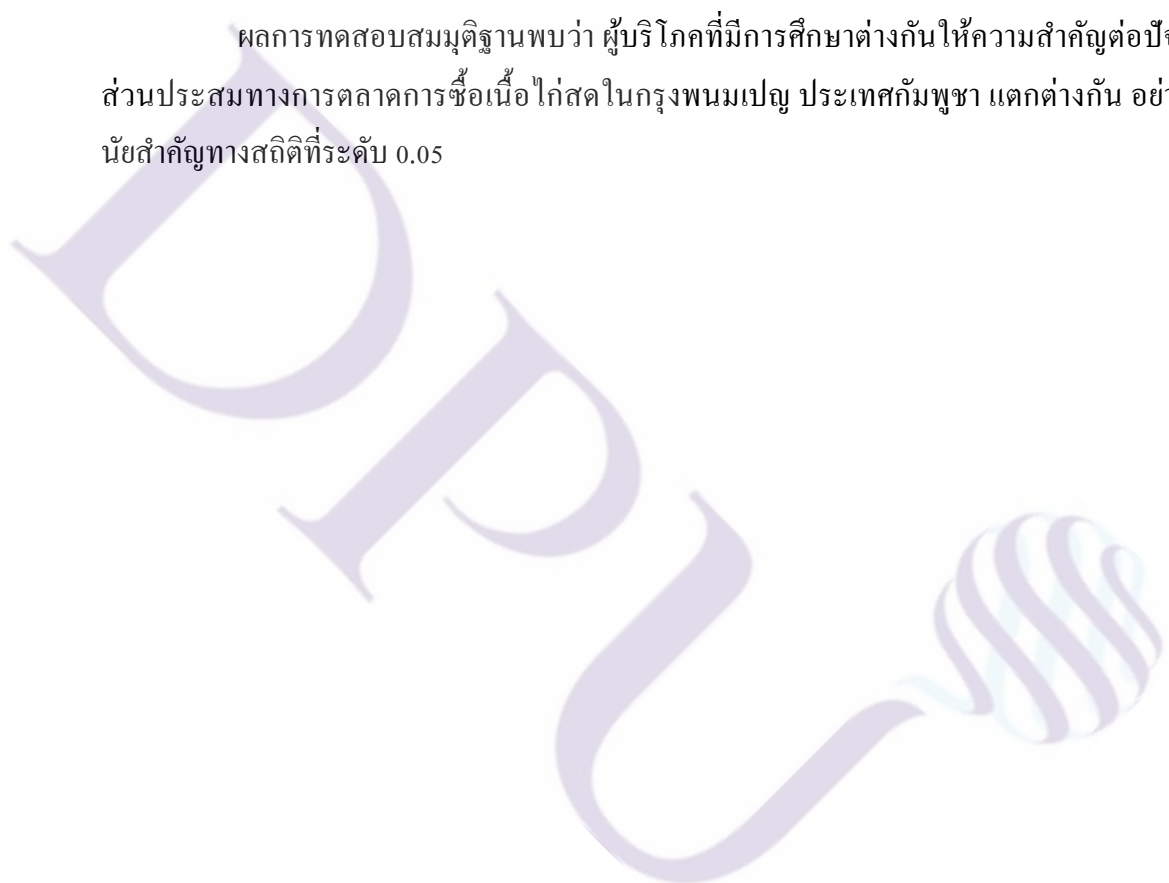 ผลการทดสอบสมมุติฐานพบว่า ผู้บริโภคที่มีการศึกษาต่างกันให้ความสำคัญต่อปัจ
ส่วนประสมทางการตลาดการซื้อเนื้อไก่สดในกรุงพนมเปญ ประเทศกัมพูชา แตกต่างกัน อย่า
นัยสำคัญทางสถิติที่ระดับ 0.05
DPU